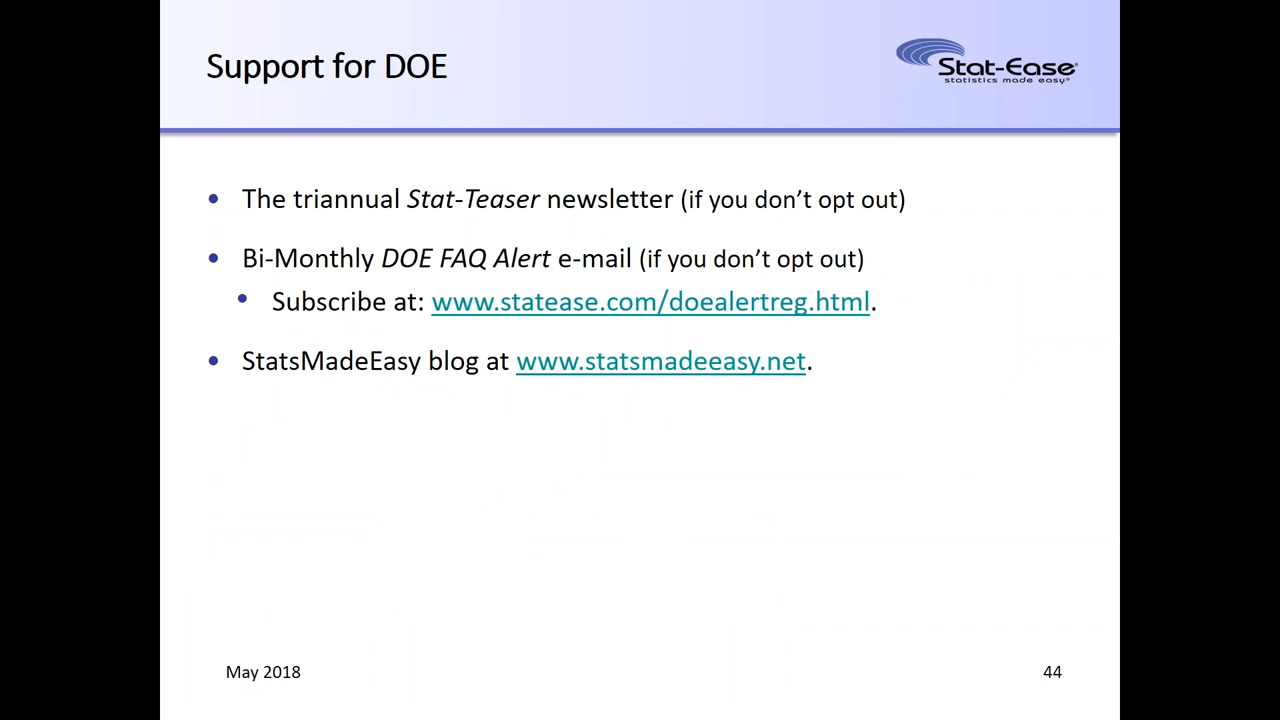 Support for DOE
Stat-Ease®
statistics made easy®
• The triannual Stat-Teaser newsletter (if you don’t opt out)
• Bi-Monthly DOE FAQ Alert e-mail (if you don’t opt out)
• Subscribe at: www.statease.com/doealertreg.html.
• StatsMadeEasy blog at www.statsmadeeasy.net.
May 2018
44